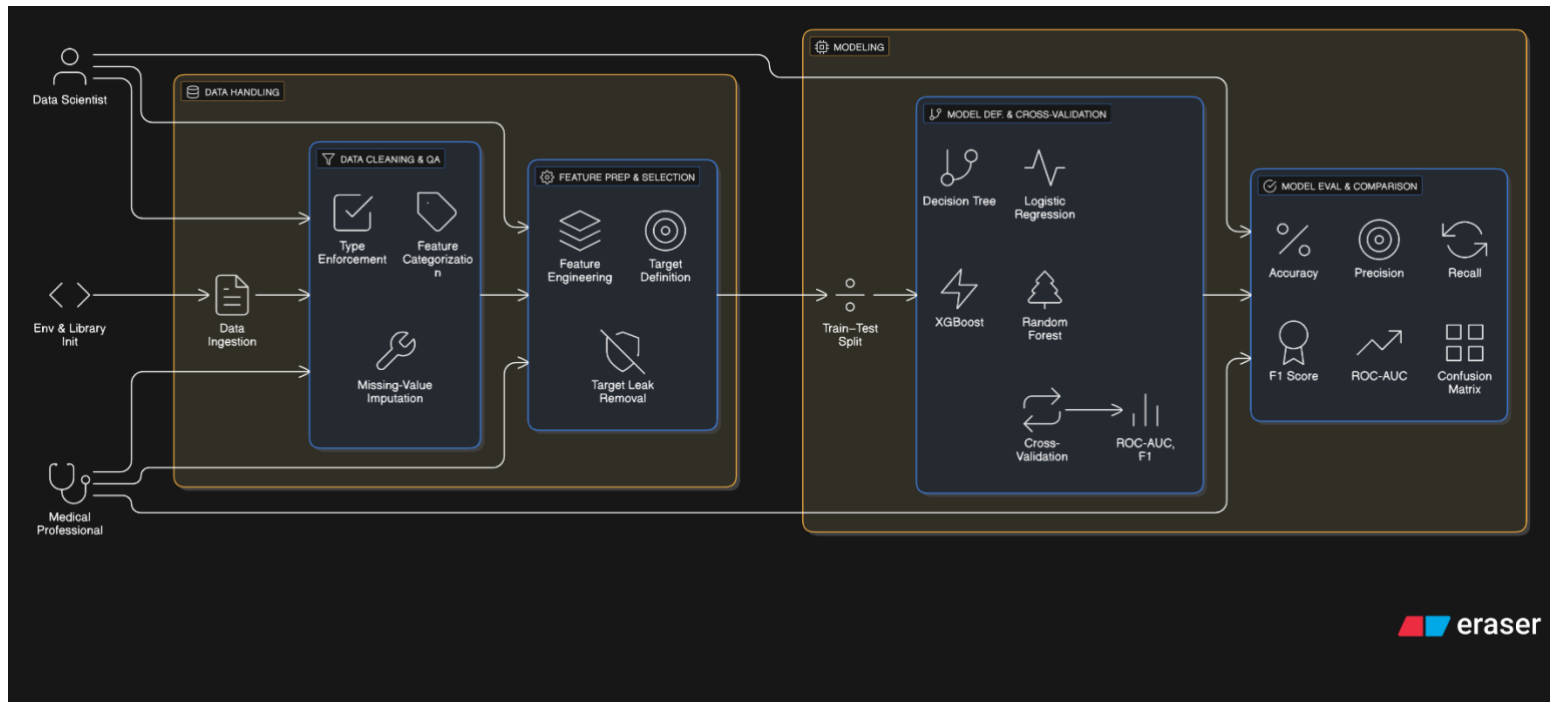 Data Scientist
Env & Library
Init
Medical
Professional
DATA HANDLING
Data
Ingestion
DATA CLEANING & QA
Type
Enforcement
Feature
Categorizatio
n
Missing-Value
Imputation
FEATURE PREP & SELECTION
Feature
Engineering
Target
Definition
Target Leak
Removal
MODELING
Train–Test
Split
MODEL DEF. & CROSS-VALIDATION
Decision Tree
Logistic
Regression
XGBoost
Random
Forest
Cross-
Validation
ROC-AUC,
F1
MODEL EVAL & COMPARISON
Accuracy
Precision
Recall
F1 Score
ROC-AUC
Confusion
Matrix
eraser